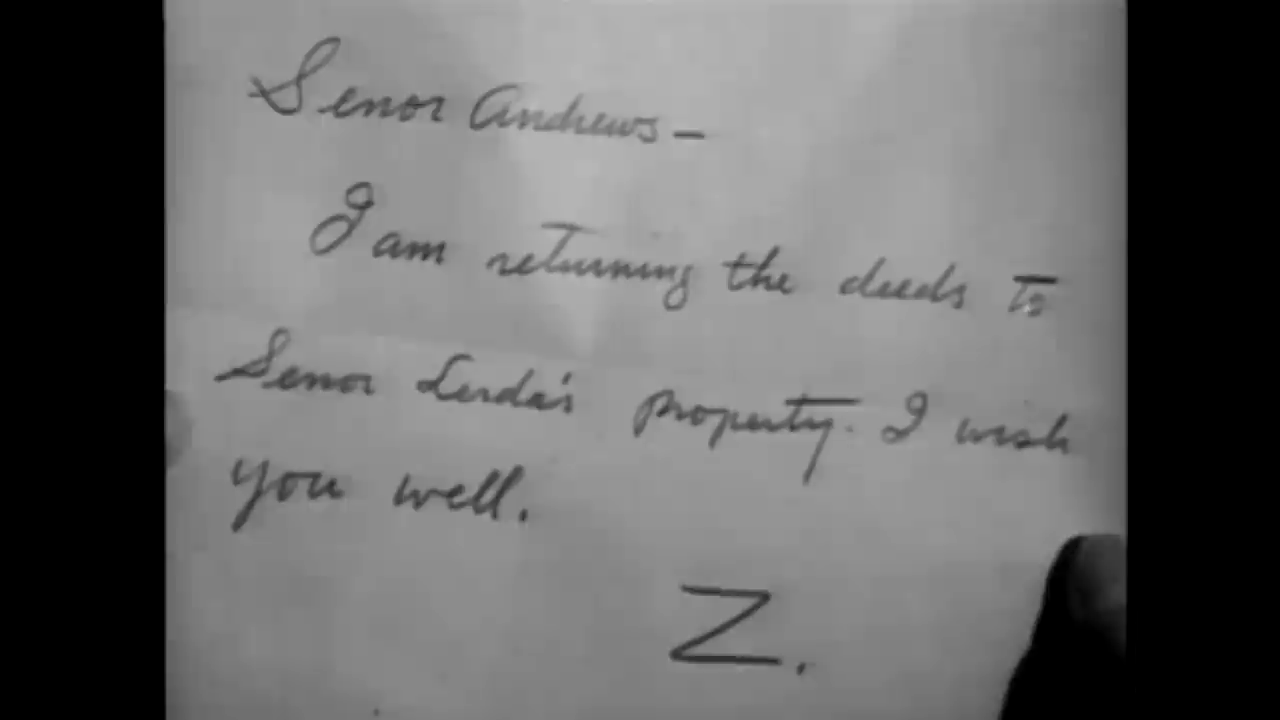 Senor Andrews —
I am returning the deeds to
Senor Lerda's property. I wish
you well.
Z.